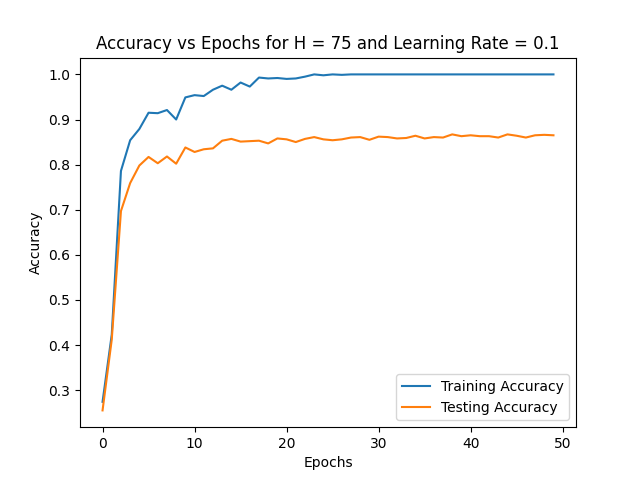 Accuracy vs Epochs for H = 75 and Learning Rate = 0.1
1.0
0.9
0.8
0.7
0.6
0.5
0.4
0.3
Accuracy
Training Accuracy
Testing Accuracy
0 10 20 30 40 50
Epochs